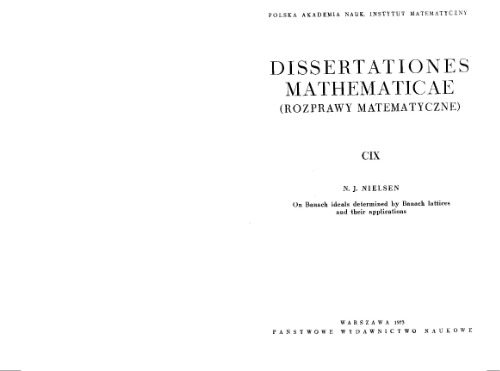 POLSKA AKADEMIA NAUK, INSTYTUT MATEMATYCZNY
DISSERTATIONES
MATHEMATICAE
(ROZPRAWY MATEMATYCZNE)
CIX
N. J. NIELSEN
On Banach ideals determined by Banach lattices
and their applications
WARSZAWA 1973
PAŃSTWOWE WYDAWNICTWO NAUKOWE